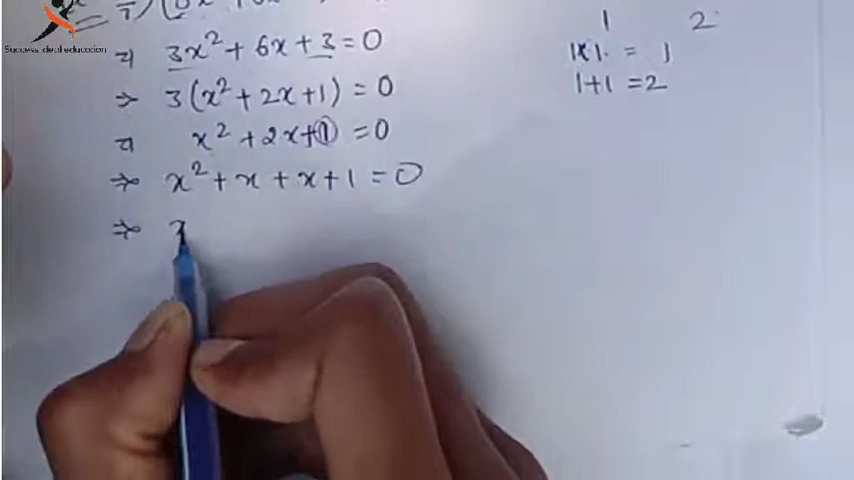 Success ideal education
⇒ 3x² + 6x + 3 = 0
⇒ 3(x² + 2x + 1) = 0
⇒ x² + 2x + 1 = 0
⇒ x² + x + x + 1 = 0
⇒
1 2
1×1 = 1
1+1 = 2